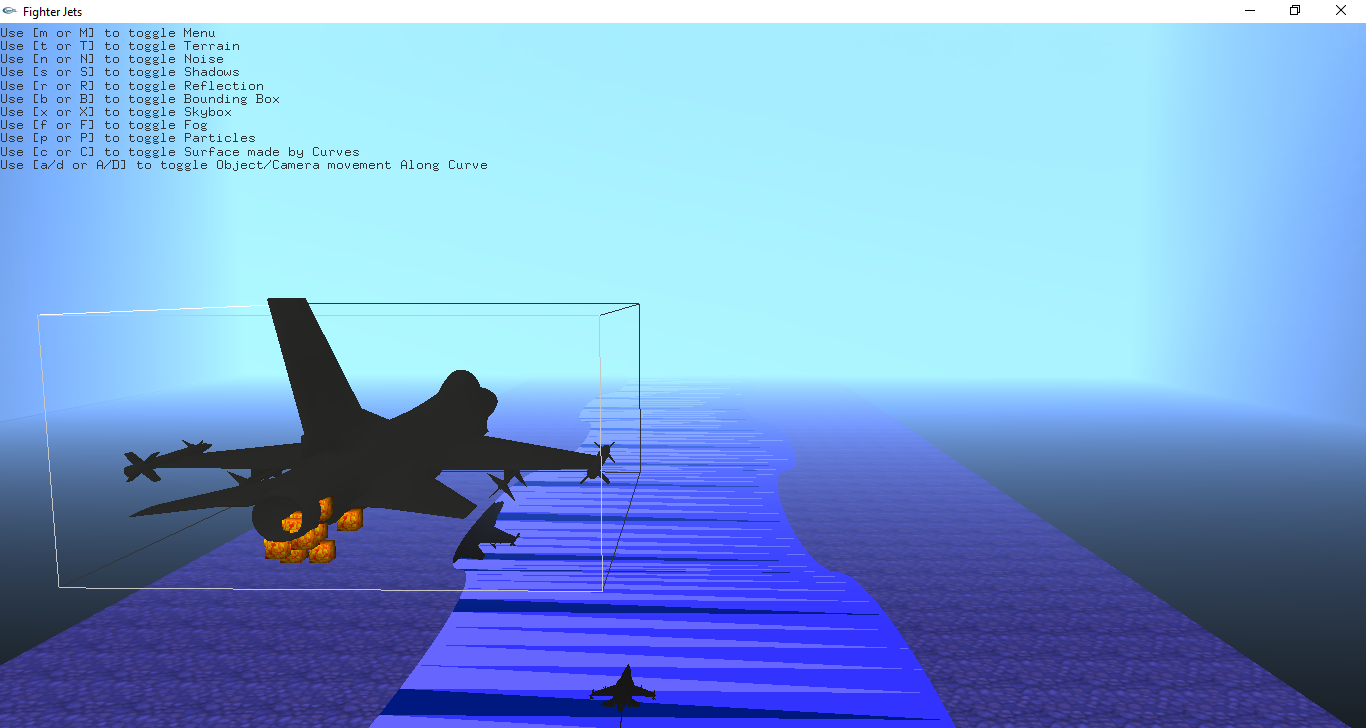 Fighter Jets
Use [m or M] to toggle Menu
Use [t or T] to toggle Terrain
Use [n or N] to toggle Noise
Use [s or S] to toggle Shadows
Use [r or R] to toggle Reflection
Use [b or B] to toggle Bounding Box
Use [x or X] to toggle Skybox
Use [f or F] to toggle Fog
Use [p or P] to toggle Particles
Use [c or C] to toggle Surface made by Curves
Use [a/d or A/D] to toggle Object/Camera movement Along Curve